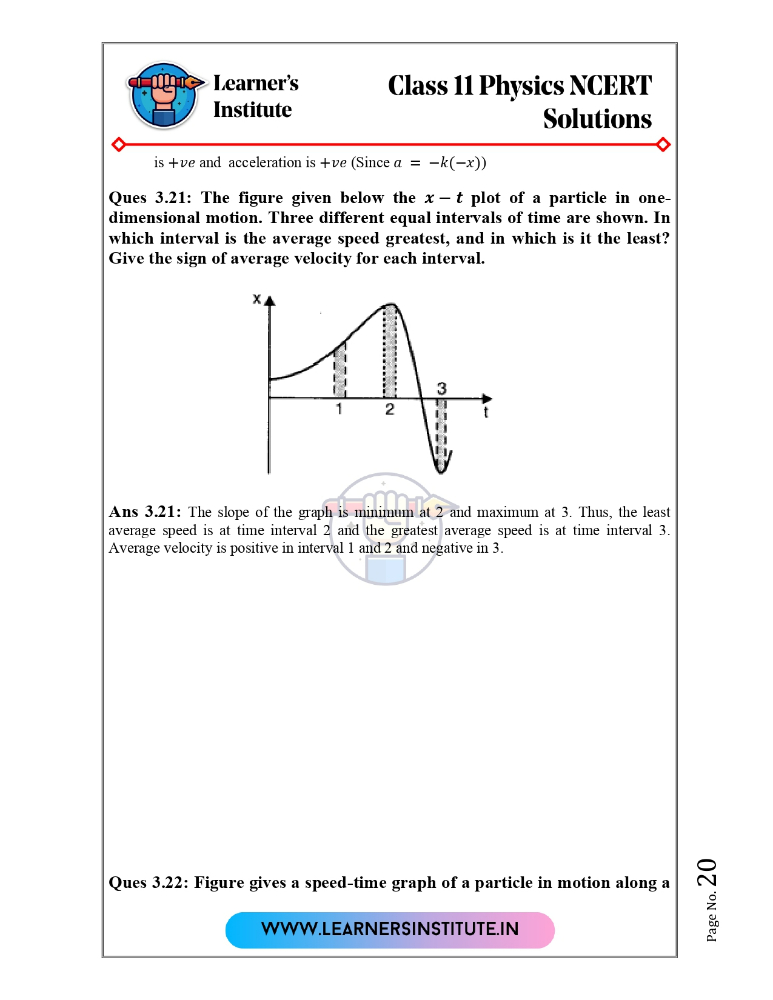 Learner's
Institute
Class 11 Physics NCERT
Solutions
is +ve and acceleration is +ve (Since a = −k(−x))
Ques 3.21: The figure given below the x − t plot of a particle in one-
dimensional motion. Three different equal intervals of time are shown. In
which interval is the average speed greatest, and in which is it the least?
Give the sign of average velocity for each interval.
x
3
1 2
t
Ans 3.21: The slope of the graph is minimum at 2 and maximum at 3. Thus, the least
average speed is at time interval 2 and the greatest average speed is at time interval 3.
Average velocity is positive in interval 1 and 2 and negative in 3.
Ques 3.22: Figure gives a speed-time graph of a particle in motion along a
WWW.LEARNERSINSTITUTE.IN
Page No. 20